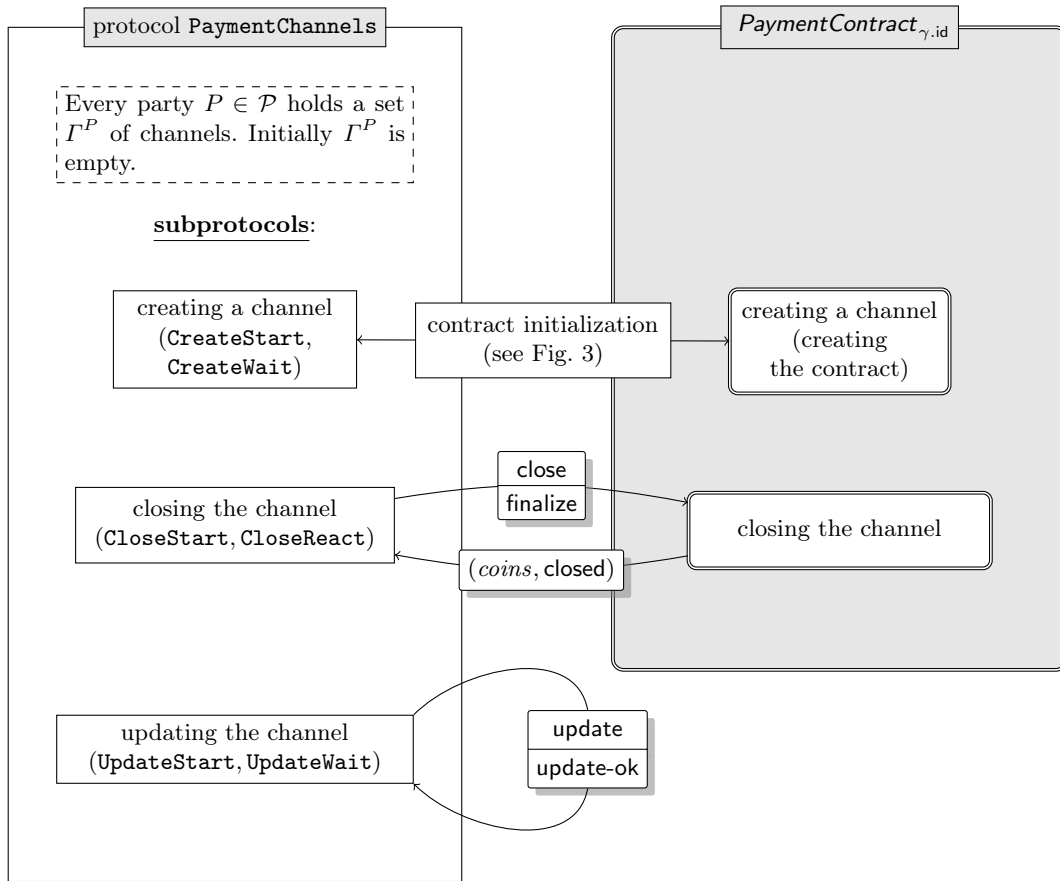 protocol PaymentChannels
PaymentContract_γ.id
Every party P ∈ 𝒫 holds a set
Γ^P of channels. Initially Γ^P is
empty.
subprotocols:
creating a channel
(CreateStart,
CreateWait)
contract initialization
(see Fig. 3)
creating a channel
(creating
the contract)
close
finalize
closing the channel
(CloseStart, CloseReact)
closing the channel
(coins, closed)
updating the channel
(UpdateStart, UpdateWait)
update
update-ok